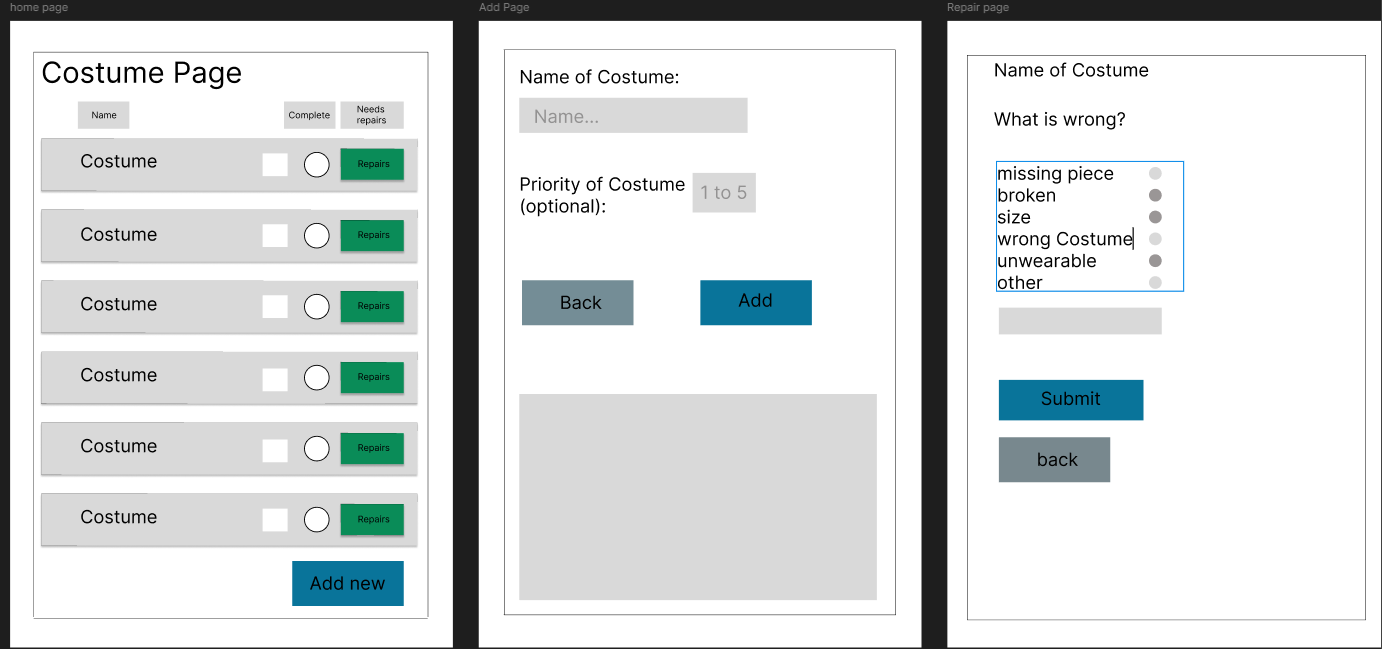 home page
Costume Page
Name
Complete
Needs
repairs
Costume
Repairs
Costume
Repairs
Costume
Repairs
Costume
Repairs
Costume
Repairs
Costume
Repairs
Add new
Add Page
Name of Costume:
Name...
Priority of Costume
(optional):
1 to 5
Back
Add
Repair page
Name of Costume
What is wrong?
missing piece
broken
size
wrong Costume
unwearable
other
Submit
back